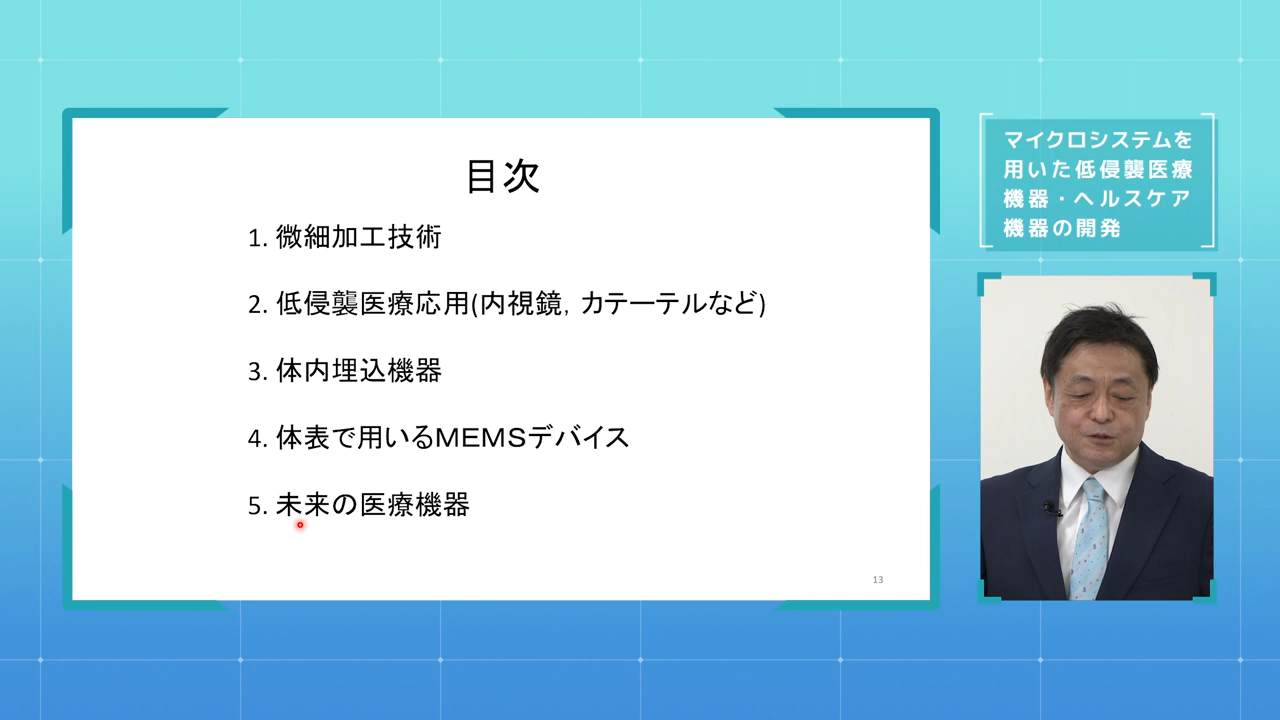 目次
1. 微細加工技術
2. 低侵襲医療応用(内視鏡, カテーテルなど)
3. 体内埋込機器
4. 体表で用いるMEMSデバイス
5. 未来の医療機器
13
マイクロシステムを
用いた低侵襲医療
機器・ヘルスケア
機器の開発